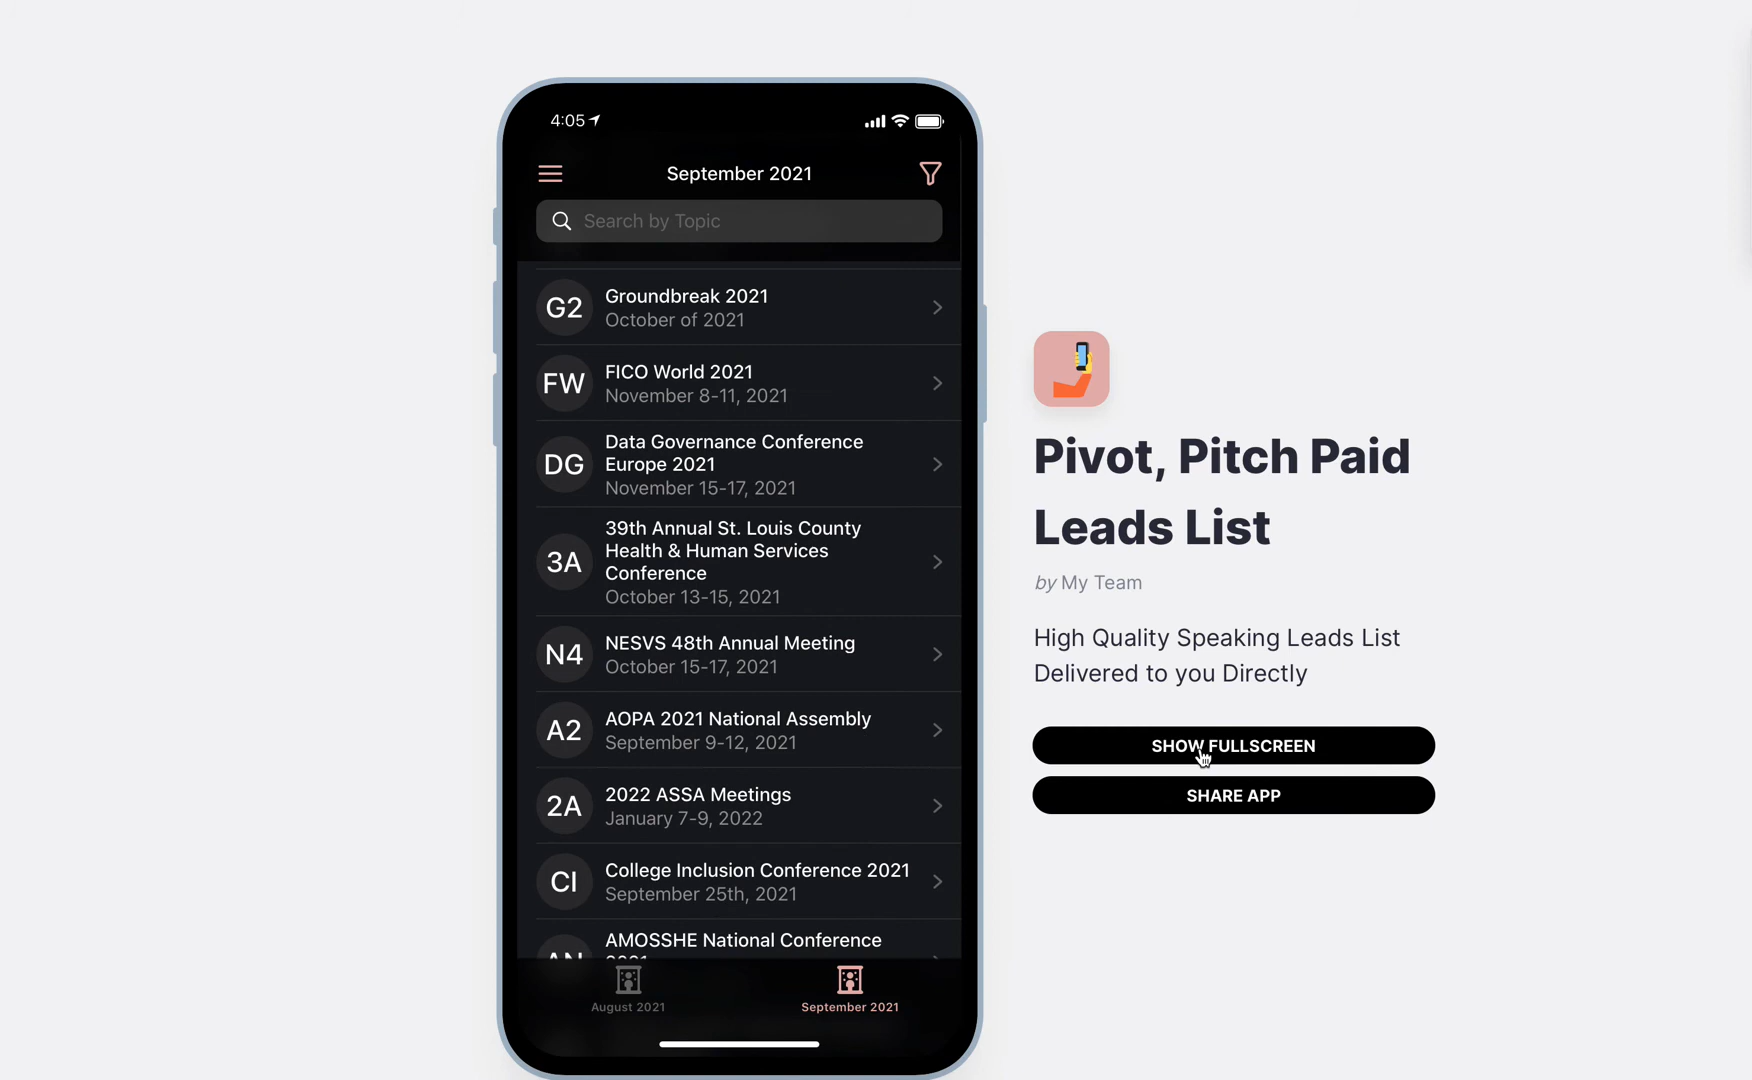 4:05
September 2021
Search by Topic
G2
Groundbreak 2021
October of 2021
FW
FICO World 2021
November 8-11, 2021
DG
Data Governance Conference
Europe 2021
November 15-17, 2021
3A
39th Annual St. Louis County
Health & Human Services
Conference
October 13-15, 2021
N4
NESVS 48th Annual Meeting
October 15-17, 2021
A2
AOPA 2021 National Assembly
September 9-12, 2021
2A
2022 ASSA Meetings
January 7-9, 2022
CI
College Inclusion Conference 2021
September 25th, 2021
AN
AMOSSHE National Conference
2021
August 2021
September 2021
Pivot, Pitch Paid
Leads List
by My Team
High Quality Speaking Leads List
Delivered to you Directly
SHOW FULLSCREEN
SHARE APP